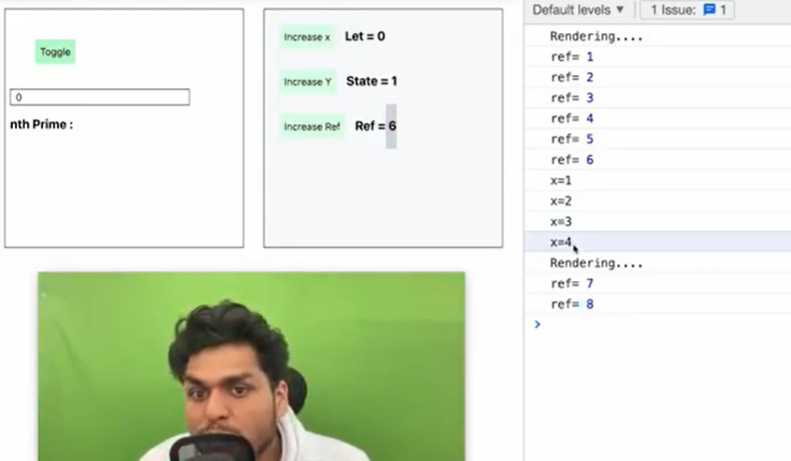 Toggle
0
nth Prime :
Increase x Let = 0
Increase Y State = 1
Increase Ref Ref = 6
Default levels ▼ 1 Issue: 1
Rendering....
ref= 1
ref= 2
ref= 3
ref= 4
ref= 5
ref= 6
x=1
x=2
x=3
x=4
Rendering....
ref= 7
ref= 8
>